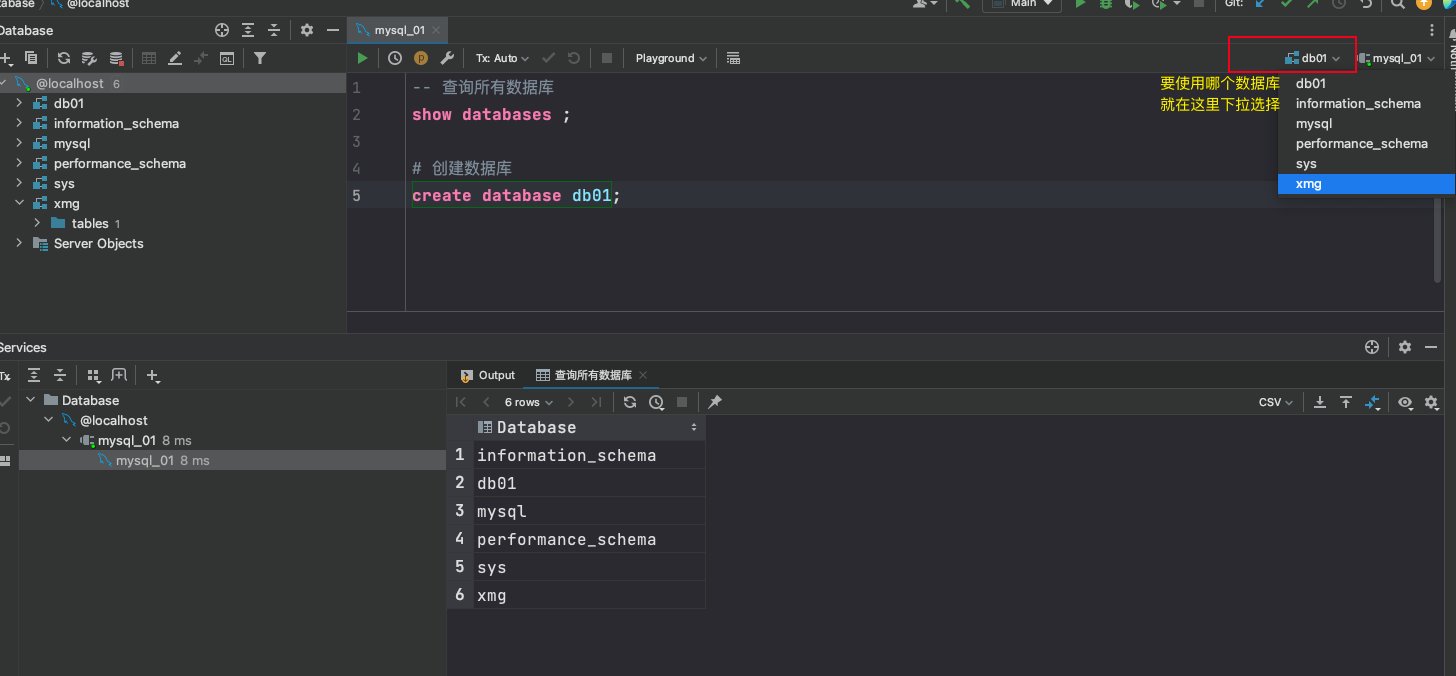 @localhost
Main
Git:
Database
mysql_01
Tx: Auto
Playground
db01
mysql_01
@localhost 6
db01
information_schema
mysql
performance_schema
sys
xmg
tables 1
Server Objects
1 -- 查询所有数据库
2 show databases ;
3
4 # 创建数据库
5 create database db01;
要使用哪个数据库
就在这里下拉选择
db01
information_schema
mysql
performance_schema
sys
xmg
Services
Tx
Database
@localhost
mysql_01 8 ms
mysql_01 8 ms
Output
查询所有数据库
6 rows
CSV
Database
1 information_schema
2 db01
3 mysql
4 performance_schema
5 sys
6 xmg